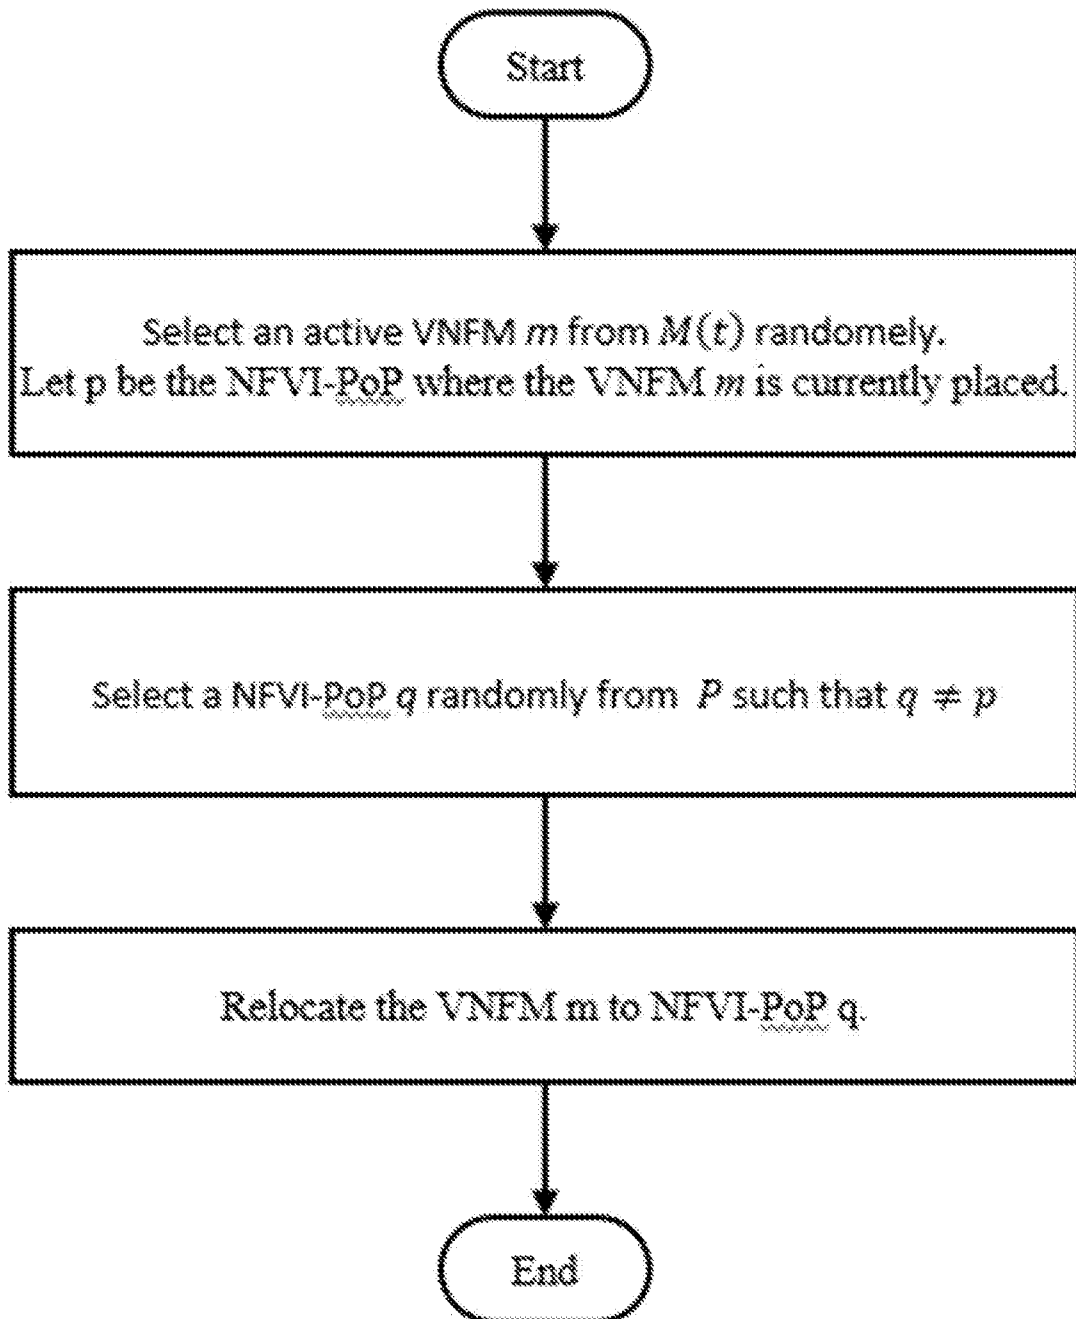 Start
Select an active VNFM m from M(t) randomely.
Let p be the NFVI-PoP where the VNFM m is currently placed.
Select a NFVI-PoP q randomly from P such that q ≠ p
Relocate the VNFM m to NFVI-PoP q.
End